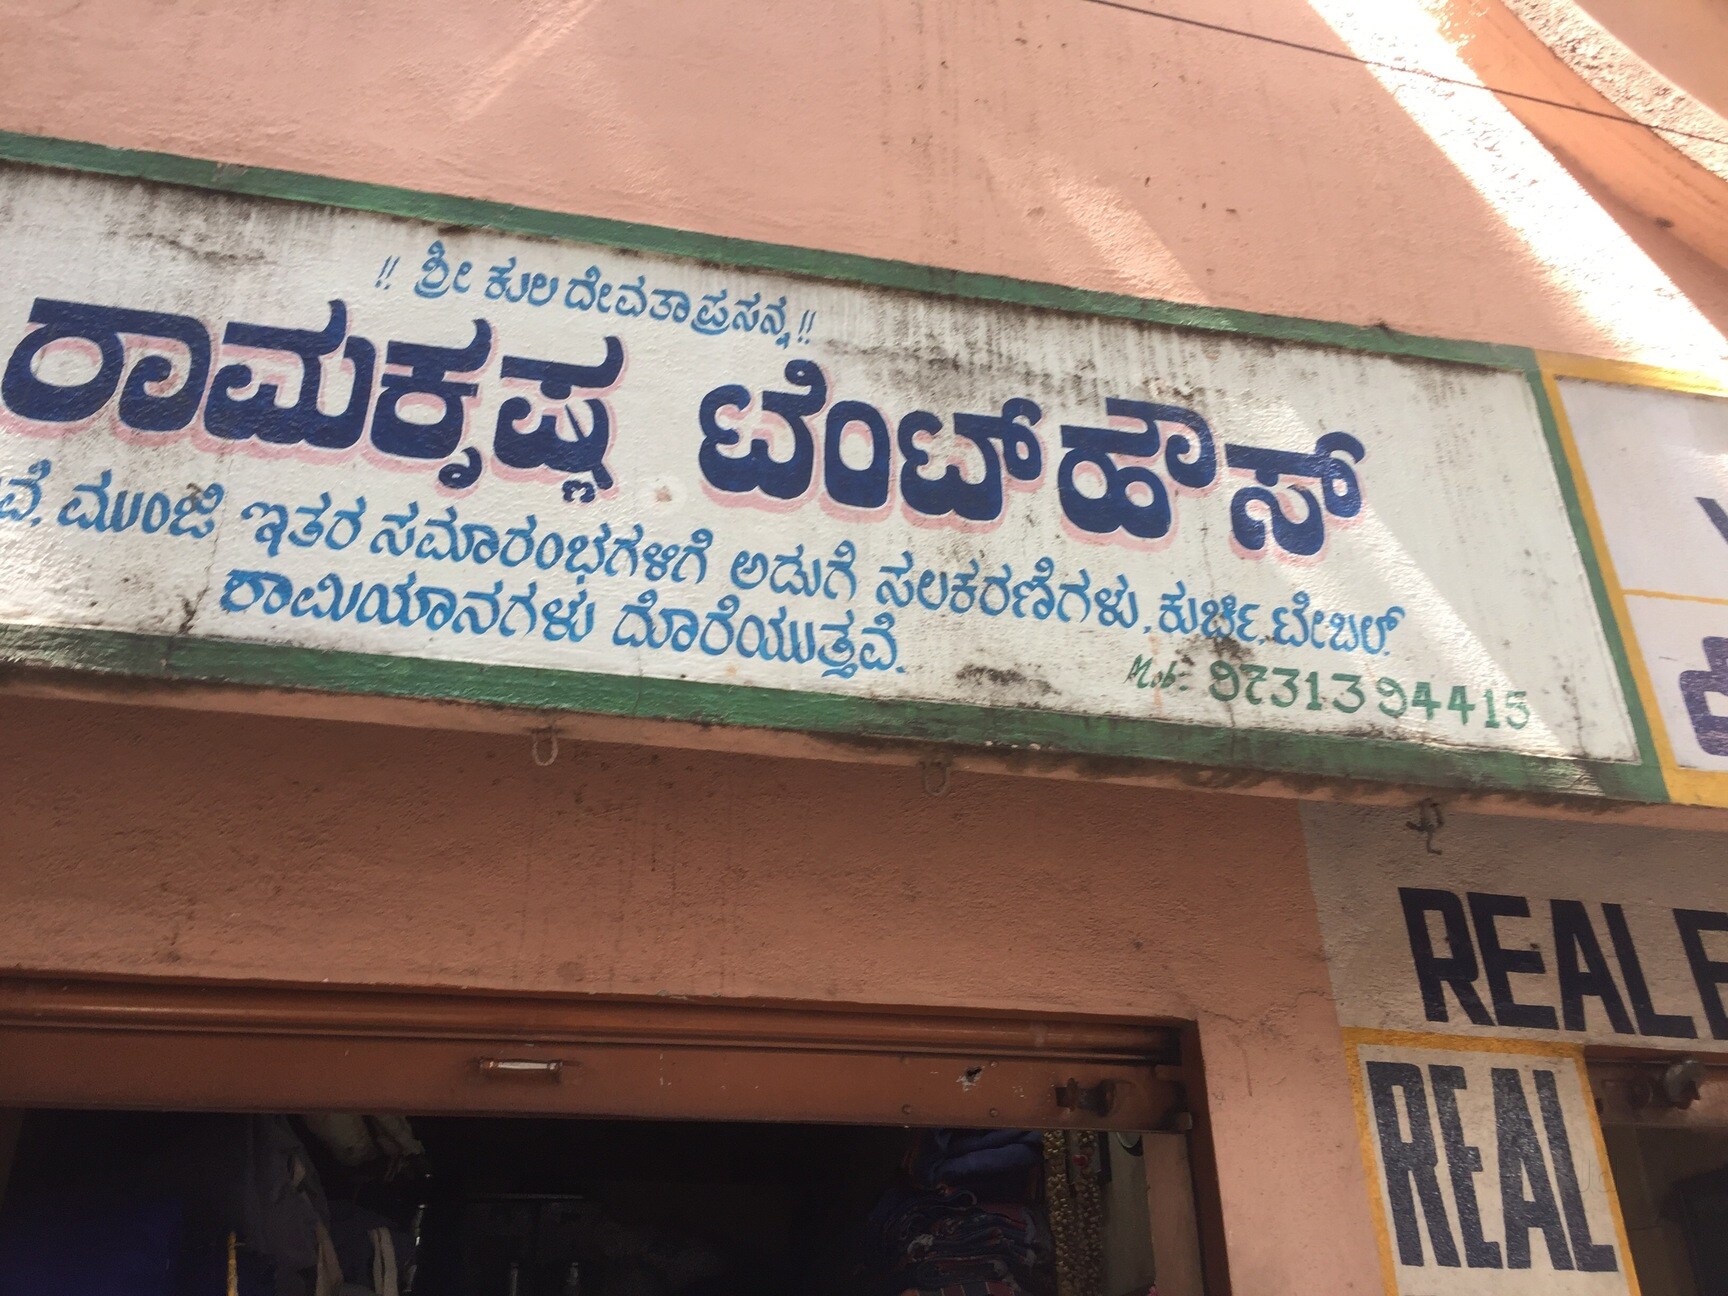 !! ಶ್ರೀ ಕುಲದೇವತಾ ಪ್ರಸನ್ನ !!
ರಾಮಕೃಷ್ಣ ಟೆಂಟ್ ಹೌಸ್
ಮುಂಜಿ ಇತರ ಸಮಾರಂಭಗಳಿಗೆ ಅಡುಗೆ ಸಲಕರಣೆಗಳು, ಕುರ್ಚಿ, ಟೇಬಲ್.
ಶಾಮಿಯಾನಗಳು ದೊರೆಯುತ್ತವೆ.
Mob: 9731394415
REAL
REAL